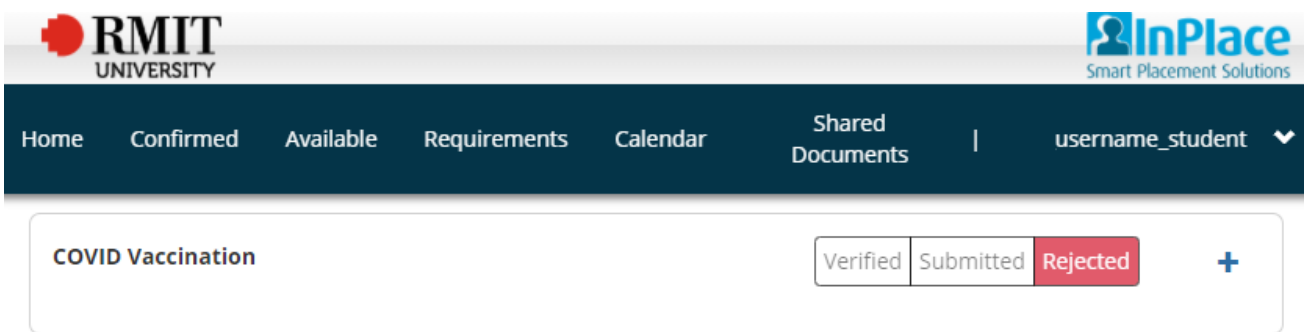 RMIT
UNIVERSITY
InPlace
Smart Placement Solutions
Home Confirmed Available Requirements Calendar Shared Documents | username_student
COVID Vaccination Verified Submitted Rejected +